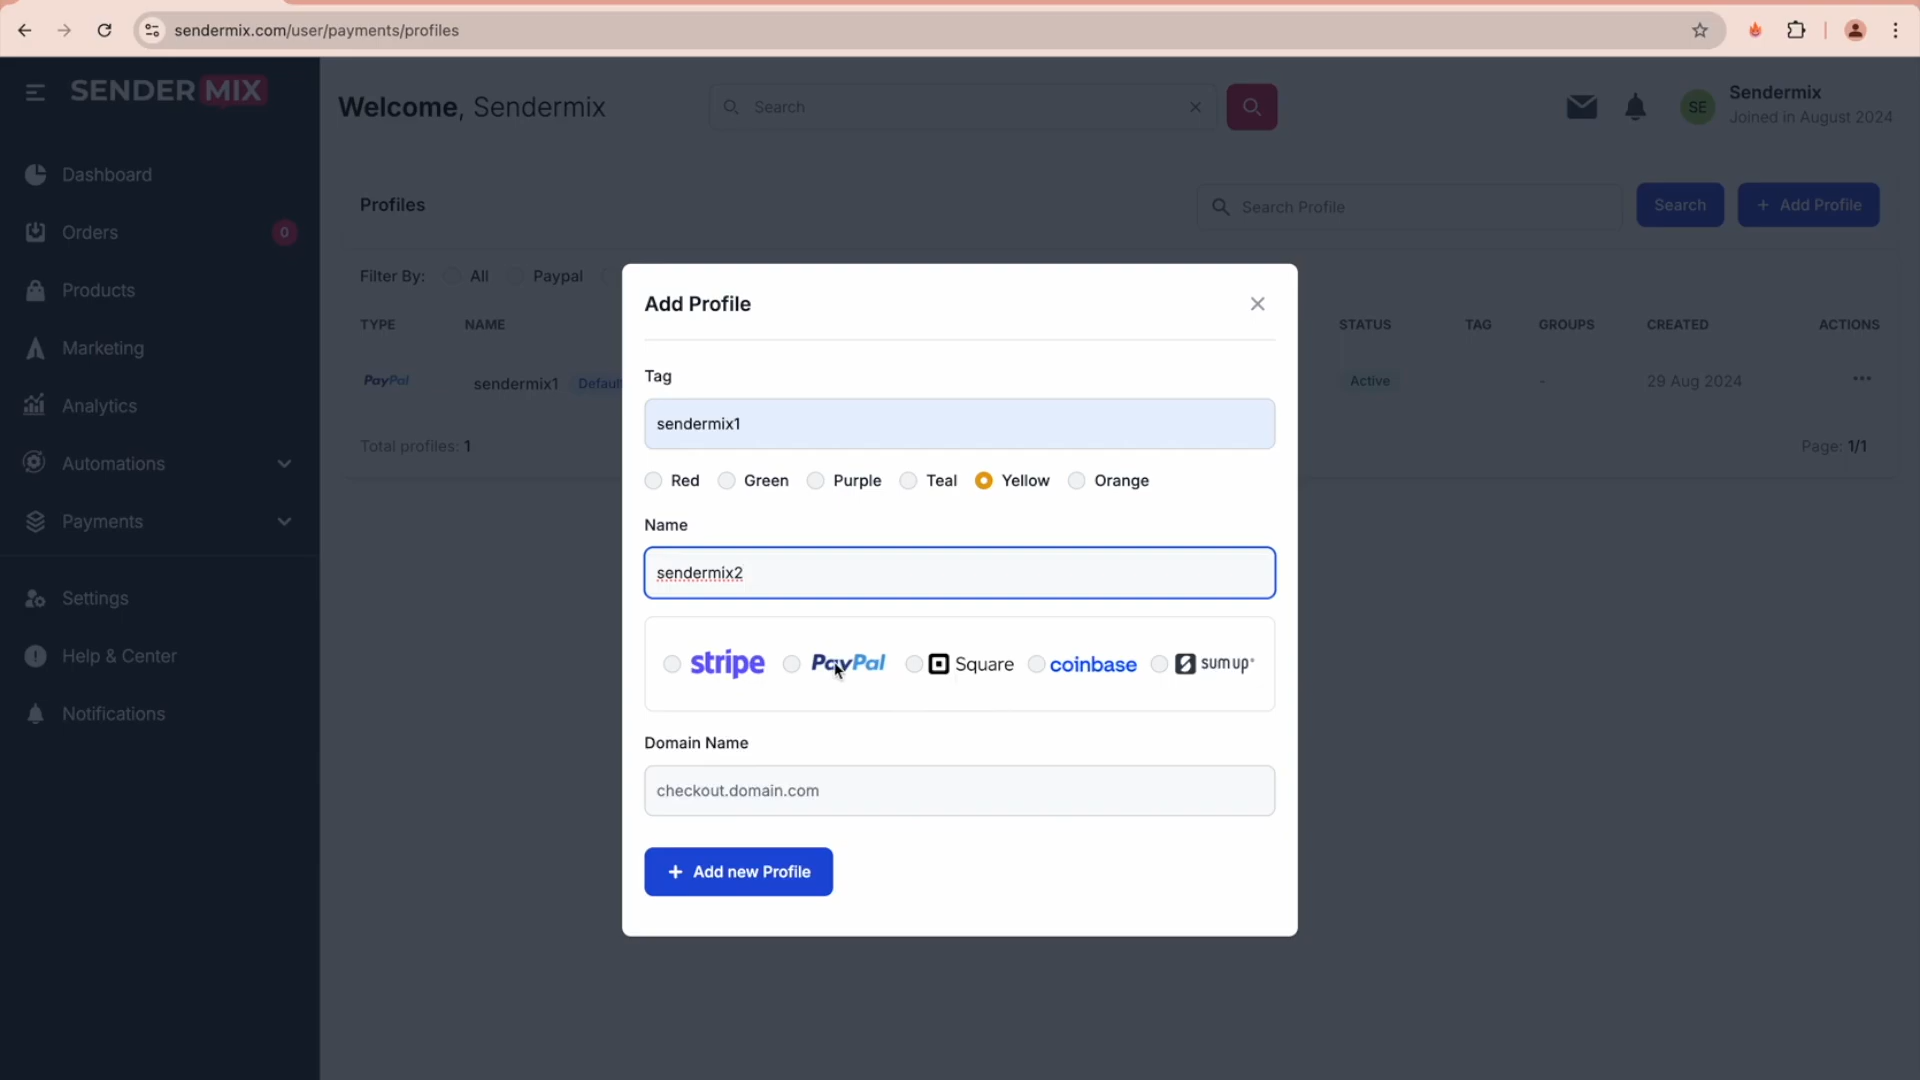 sendermix.com/user/payments/profiles
SENDER MIX
Welcome, Sendermix
Search
SE
Sendermix
Joined in August 2024
Dashboard
Orders 0
Products
Marketing
Analytics
Automations
Payments
Settings
Help & Center
Notifications
Profiles
Search Profile
Search
+ Add Profile
Filter By: All Paypal
TYPE NAME STATUS TAG GROUPS CREATED ACTIONS
PayPal sendermix1 Default Active - 29 Aug 2024 ...
Total profiles: 1
Page: 1/1
Add Profile
Tag
sendermix1
Red Green Purple Teal Yellow Orange
Name
sendermix2
stripe PayPal Square coinbase sumup
Domain Name
checkout.domain.com
+ Add new Profile